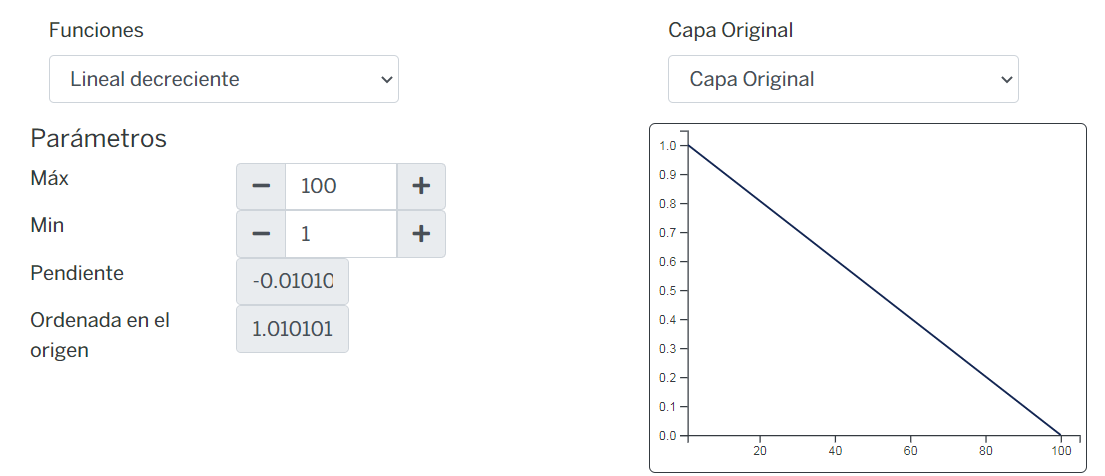 Funciones
Lineal decreciente
Parámetros
Máx
100
Min
1
Pendiente
-0.01010
Ordenada en el
origen
1.010101
Capa Original
Capa Original
1.0
0.9
0.8
0.7
0.6
0.5
0.4
0.3
0.2
0.1
0.0
20 40 60 80 100